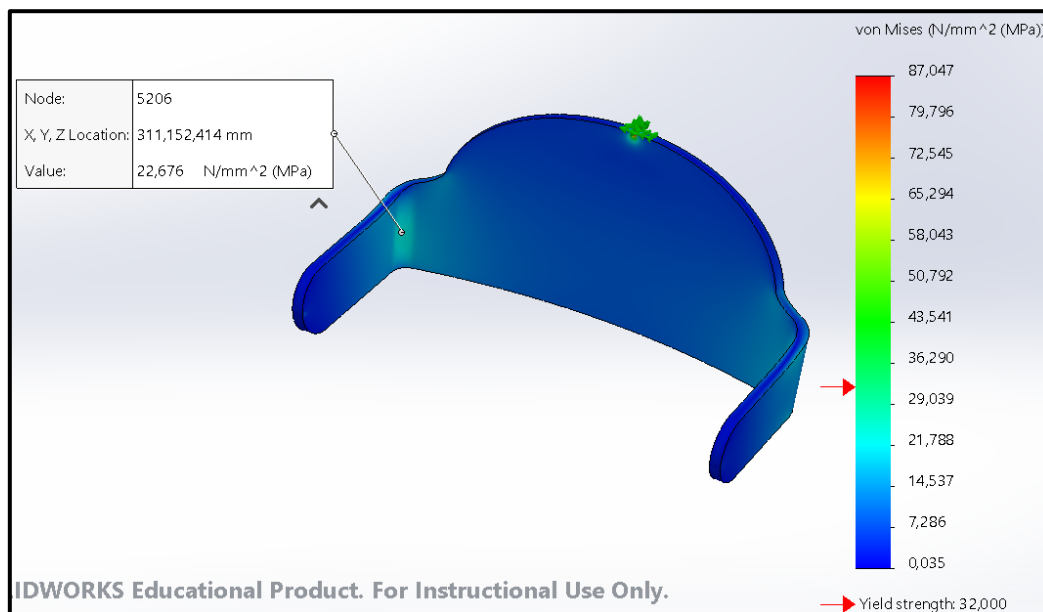 von Mises (N/mm^2 (MPa))
Node: 5206
X, Y, Z Location: 311,152,414 mm
Value: 22,676 N/mm^2 (MPa)
87,047
79,796
72,545
65,294
58,043
50,792
43,541
36,290
29,039
21,788
14,537
7,286
0,035
Yield strength: 32,000
IDWORKS Educational Product. For Instructional Use Only.